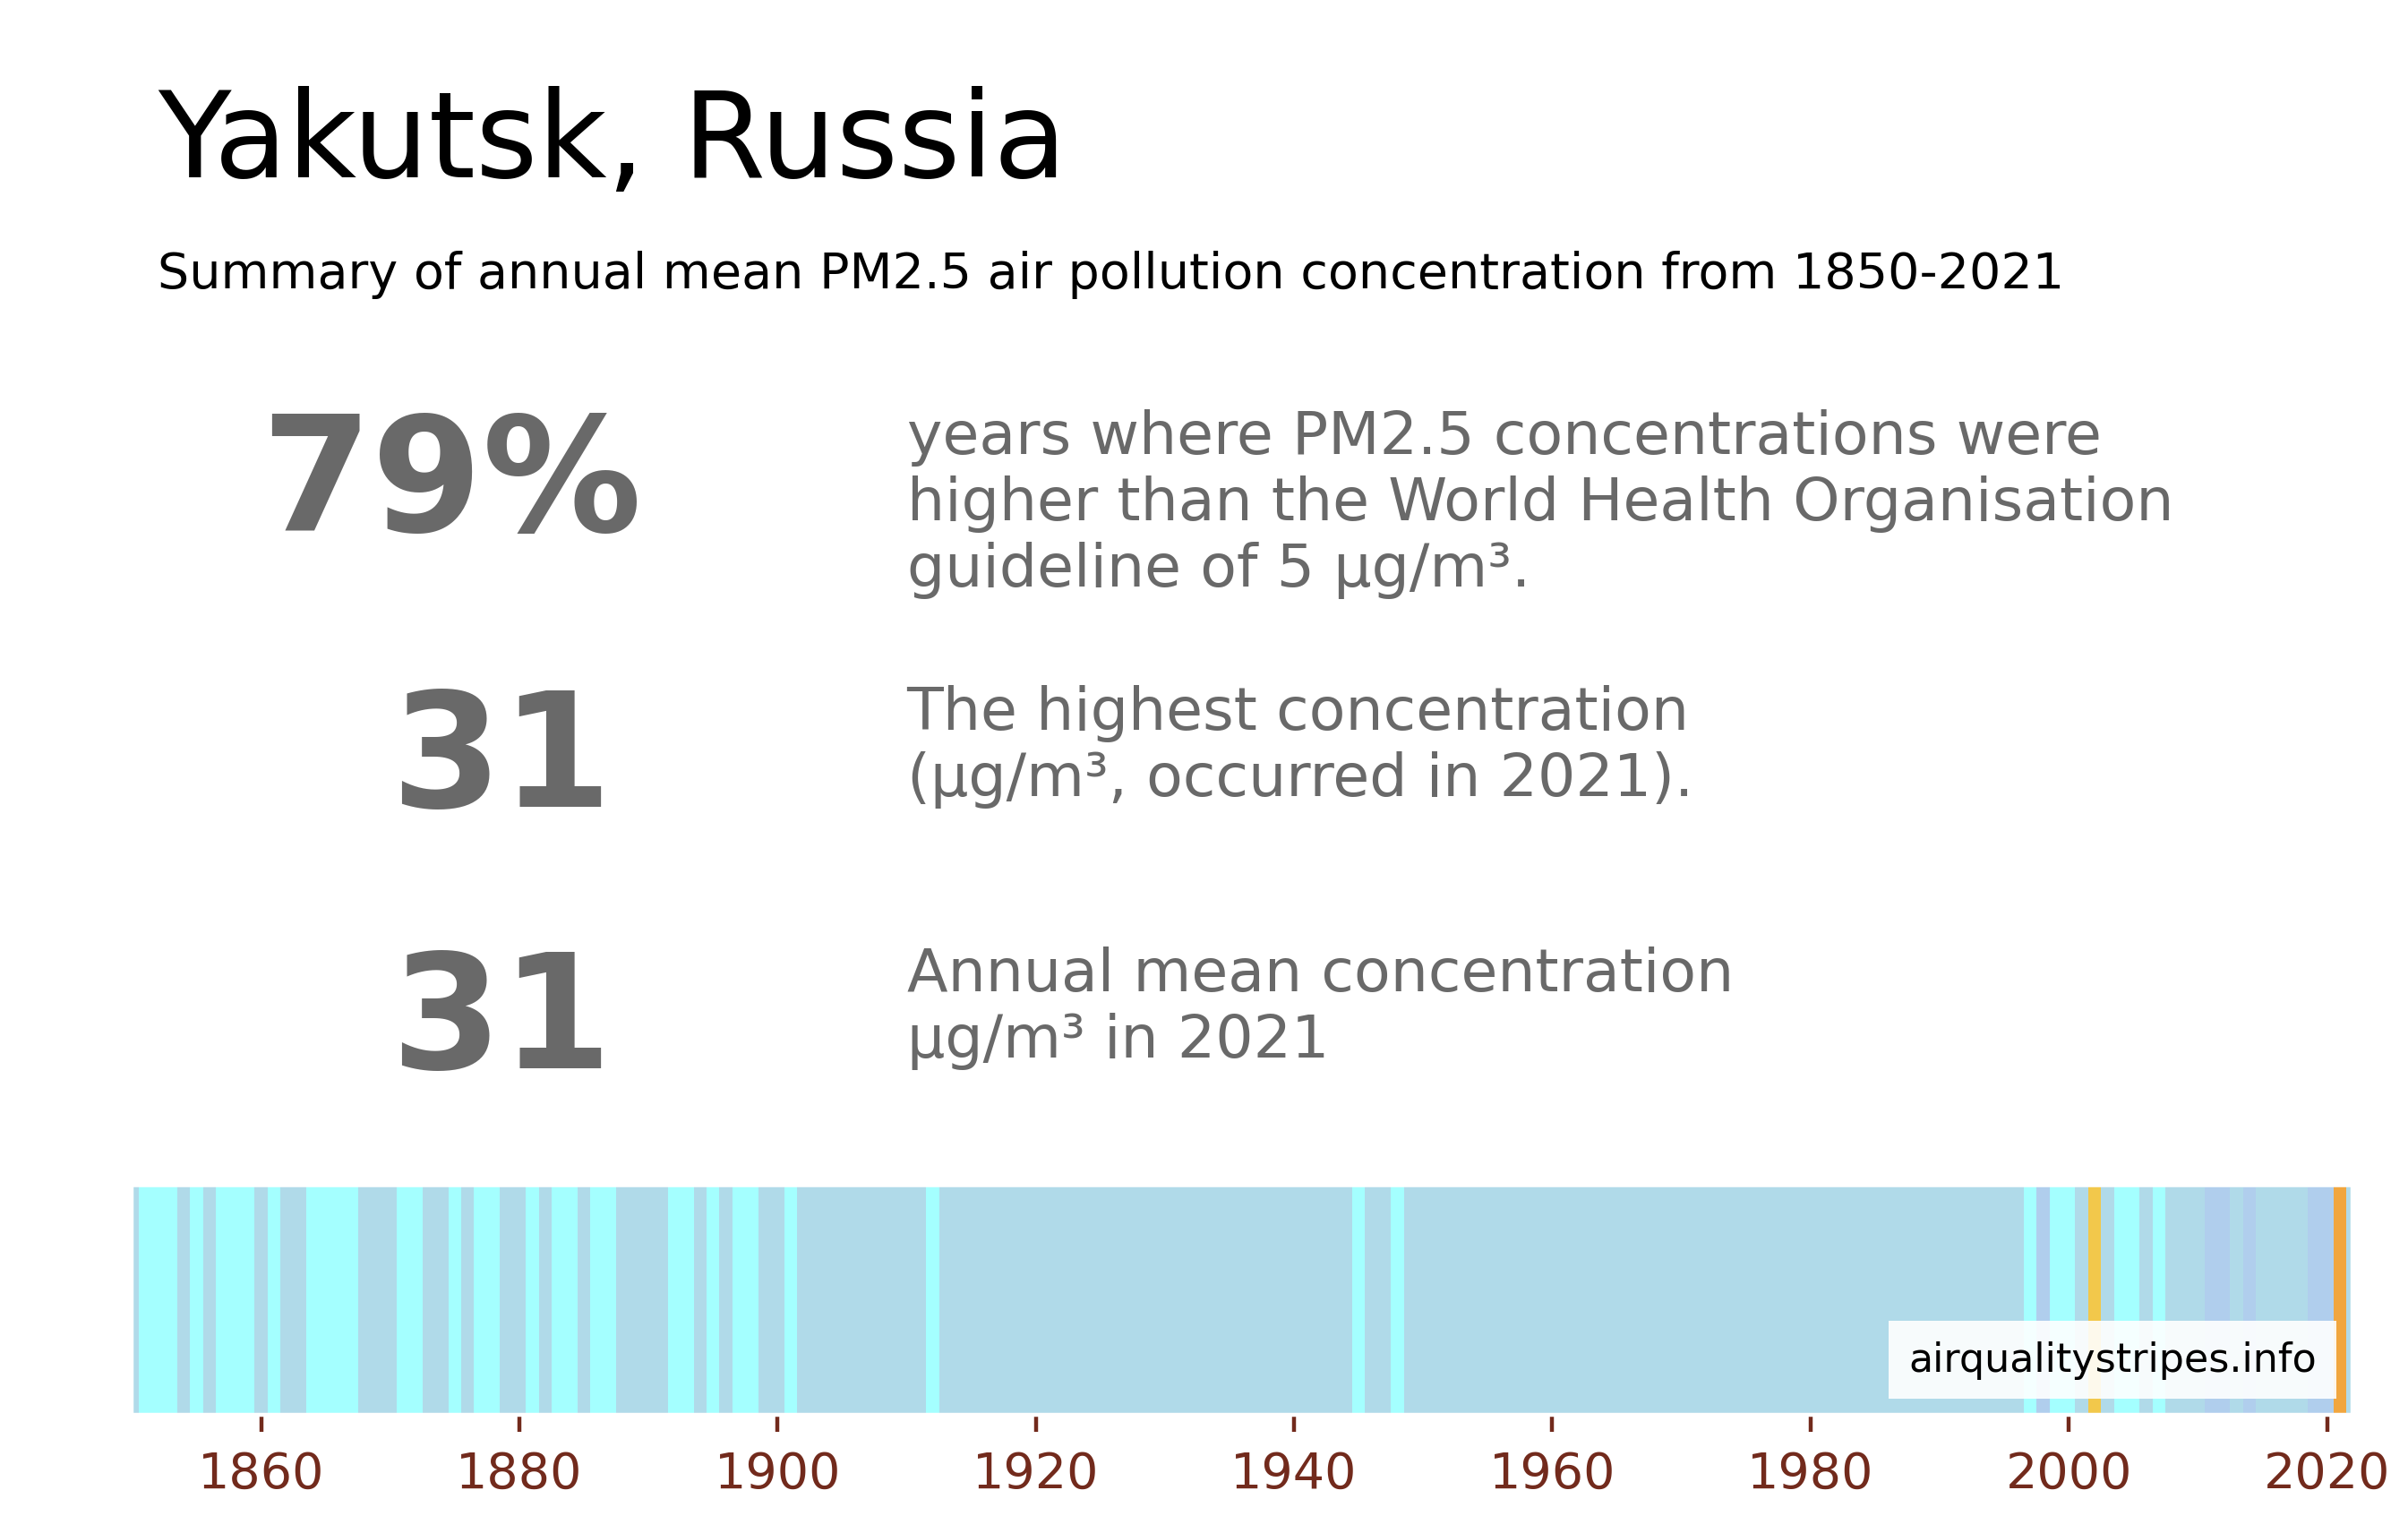 Yakutsk, Russia
Summary of annual mean PM2.5 air pollution concentration from 1850-2021
79%
years where PM2.5 concentrations were
higher than the World Health Organisation
guideline of 5 µg/m³.
31
The highest concentration
(µg/m³, occurred in 2021).
31
Annual mean concentration
µg/m³ in 2021
airqualitystripes.info
1860 1880 1900 1920 1940 1960 1980 2000 2020